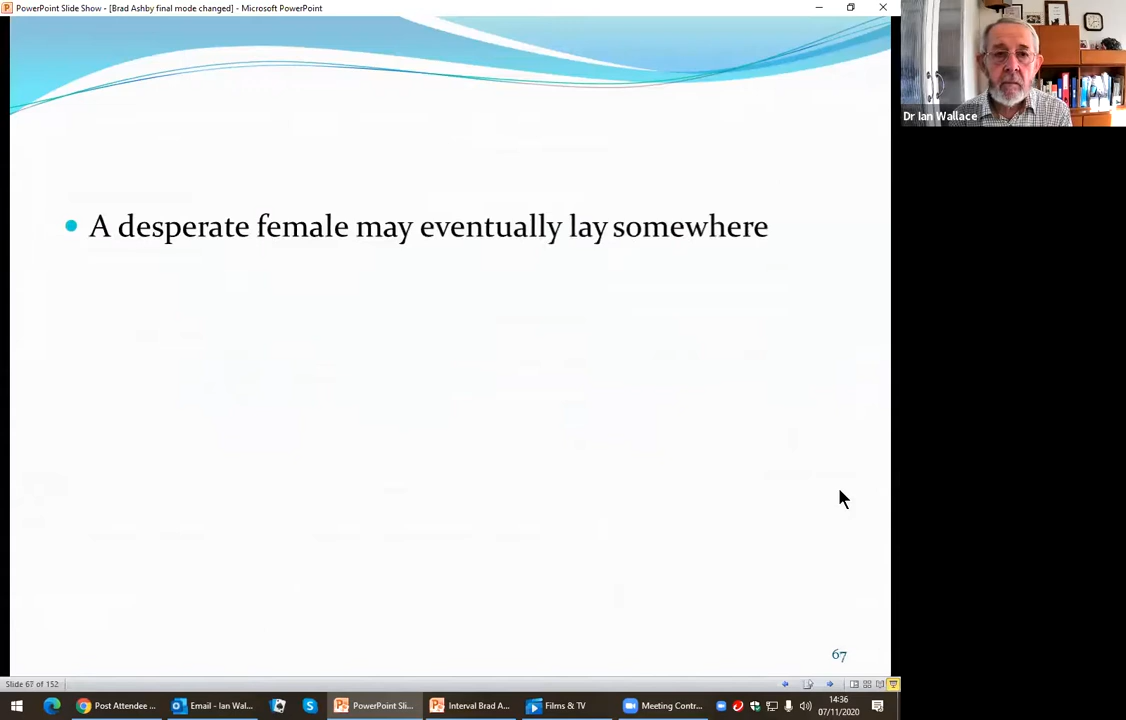 PowerPoint Slide Show - [Brad Ashby final mode changed] - Microsoft PowerPoint
Dr Ian Wallace
A desperate female may eventually lay somewhere
67
Slide 67 of 152
Post Attendee ...
Email - Ian Wal...
PowerPoint Sli...
Interval Brad A...
Films & TV
Meeting Contr...
14:36
07/11/2020